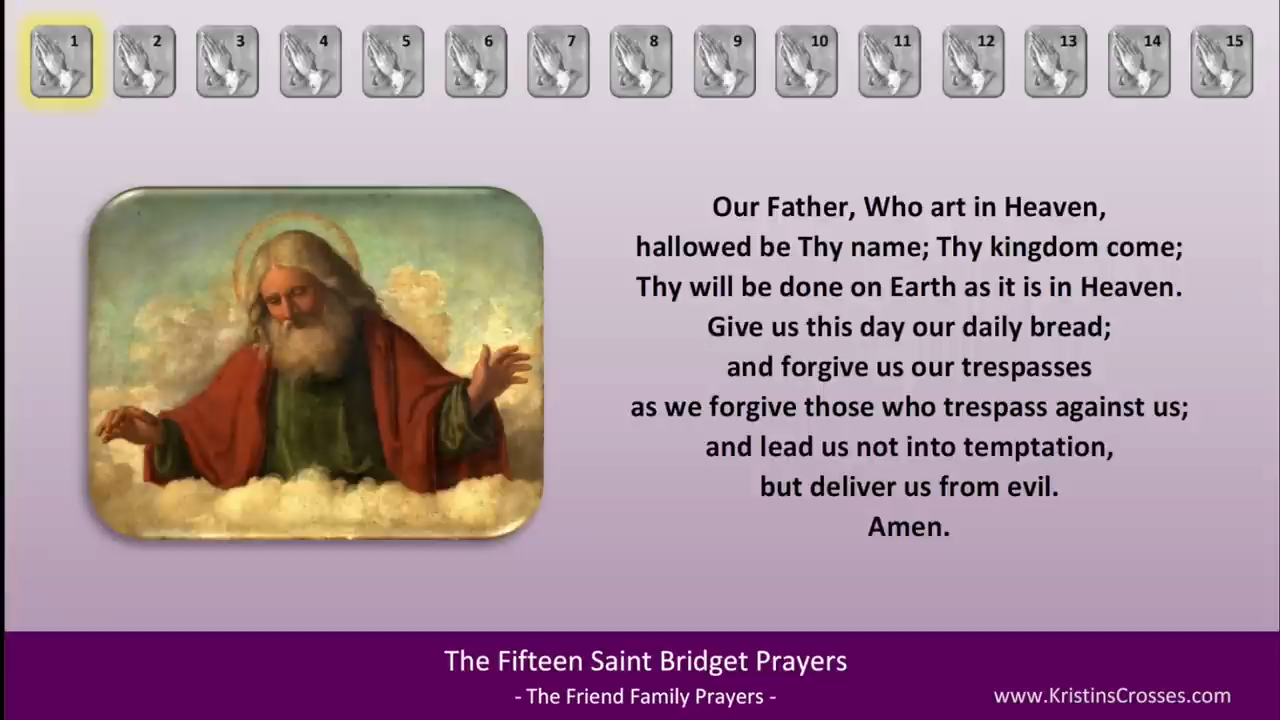 1 2 3 4 5 6 7 8 9 10 11 12 13 14 15
Our Father, Who art in Heaven,
hallowed be Thy name; Thy kingdom come;
Thy will be done on Earth as it is in Heaven.
Give us this day our daily bread;
and forgive us our trespasses
as we forgive those who trespass against us;
and lead us not into temptation,
but deliver us from evil.
Amen.
The Fifteen Saint Bridget Prayers
- The Friend Family Prayers -
www.KristinsCrosses.com